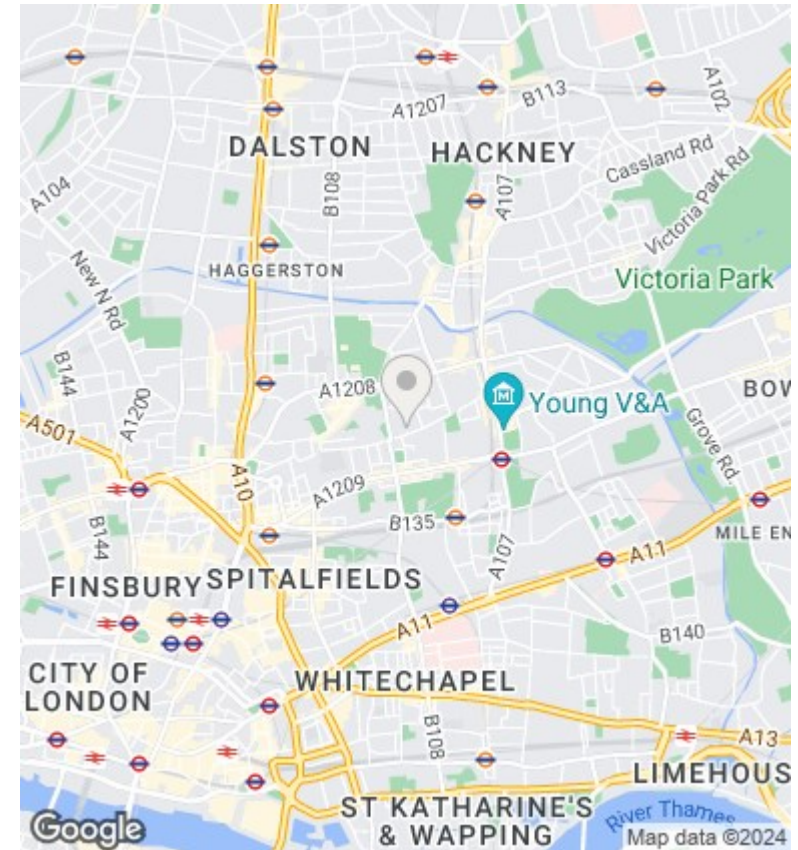 A1207
B113
A102
DALSTON
HACKNEY
Cassland Rd
A104
B108
A107
Victoria Park Rd
HAGGERSTON
New N Rd
Victoria Park
B144
A1200
A1208
M
Young V&A
BOW
A501
Grove Rd
A10
A1209
B144
B135
A107
MILE EN
A11
FINSBURY
SPITALFIELDS
A11
B140
CITY OF
LONDON
WHITECHAPEL
B108
A13
LIMEHOUS
ST KATHARINE'S
& WAPPING
River Thames
Google
Map data ©2024